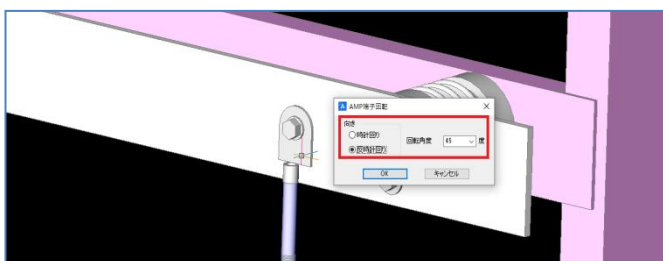 AMP端子回転
向き
時計回り
反時計回り
回転角度 45 度
OK キャンセル